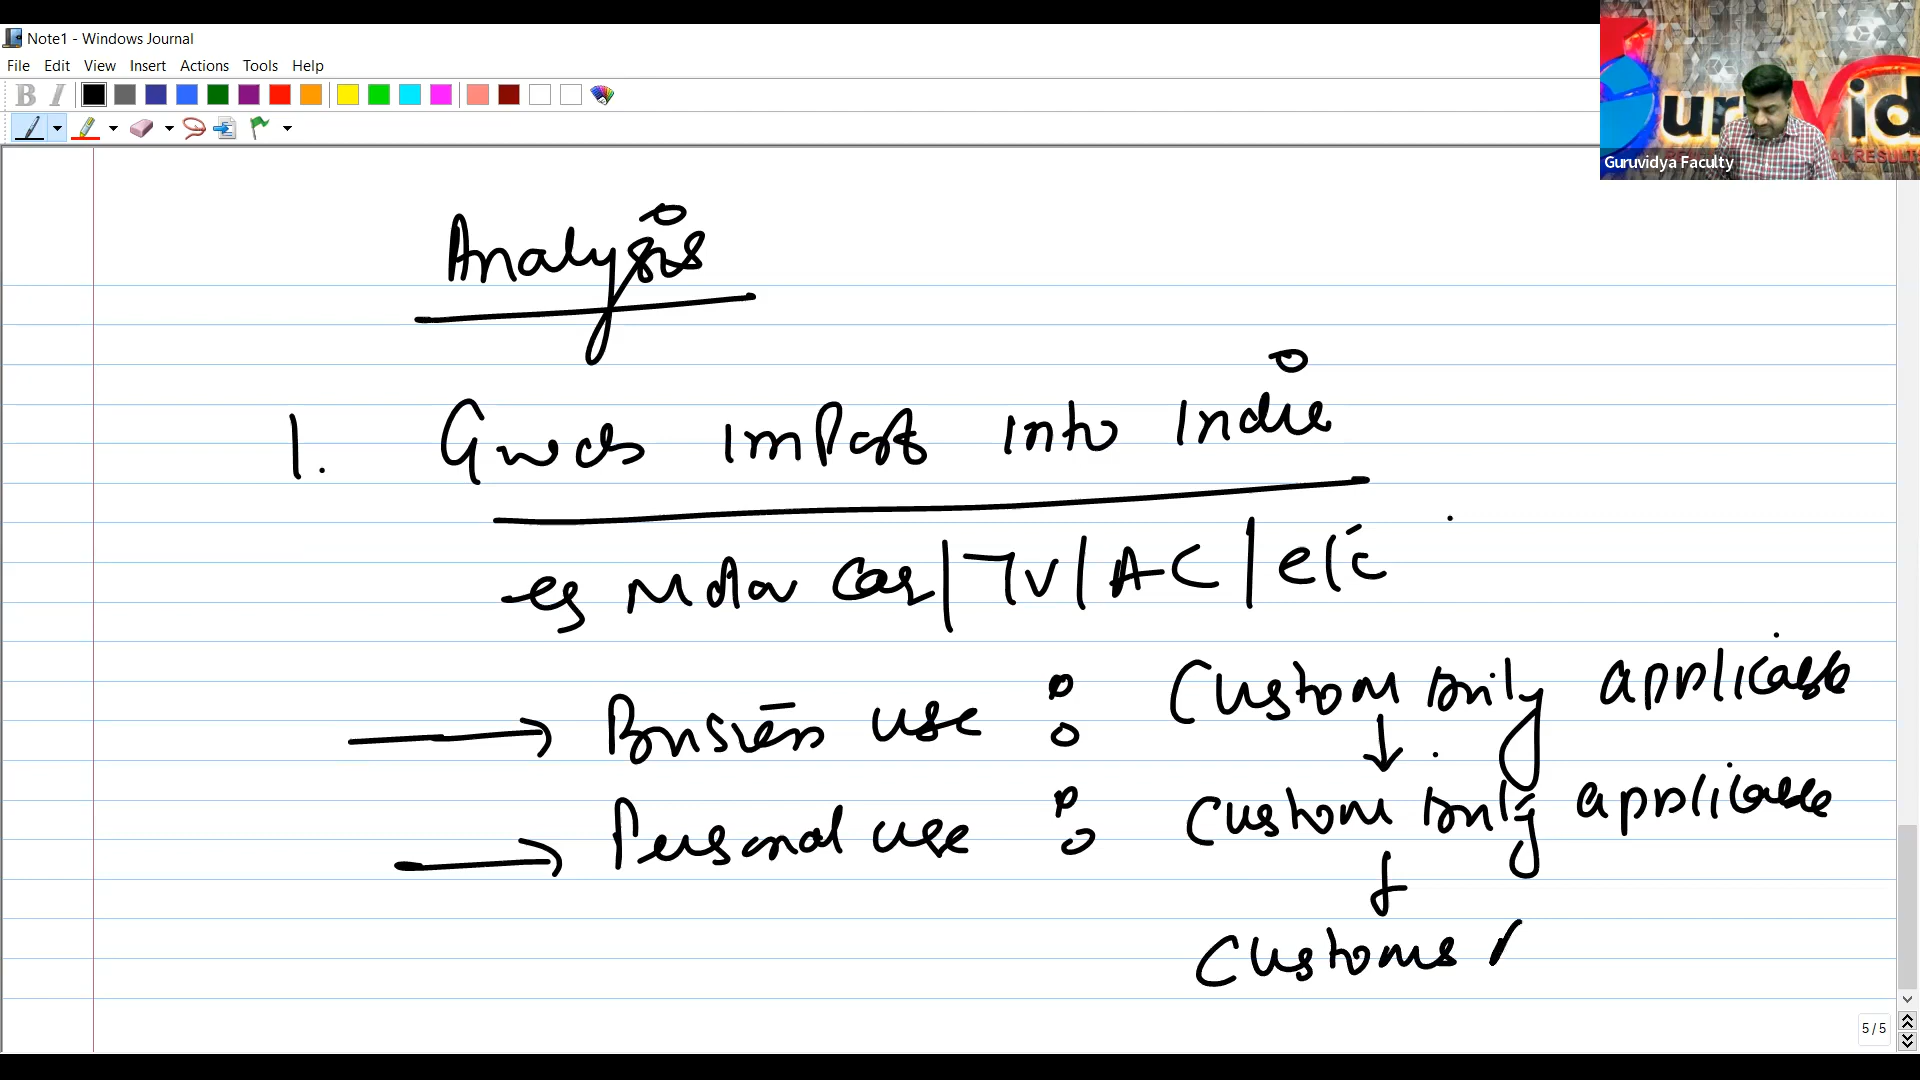 Note1 - Windows Journal
File Edit View Insert Actions Tools Help
B I
Guruvidya Faculty
Analysis
1. Goods Import into India
eg Motor Car | TV | AC | etc
→ Business use : Custom Duty applicable
↓
→ Personal use : Custom Duty applicable
↓
Customs
5 / 5